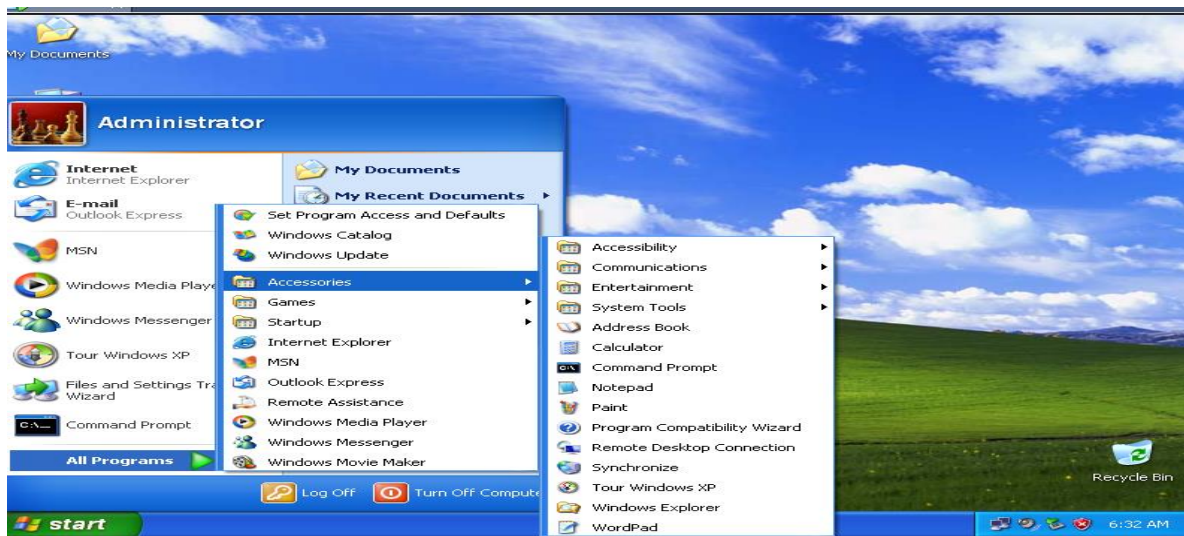 My Documents
Administrator
Internet
Internet Explorer
E-mail
Outlook Express
MSN
Windows Media Playe
Windows Messenger
Tour Windows XP
Files and Settings Tra
Wizard
C:\
Command Prompt
All Programs
My Documents
My Recent Documents
Set Program Access and Defaults
Windows Catalog
Windows Update
Accessories
Games
Startup
Internet Explorer
MSN
Outlook Express
Remote Assistance
Windows Media Player
Windows Messenger
Windows Movie Maker
Accessibility
Communications
Entertainment
System Tools
Address Book
Calculator
Command Prompt
Notepad
Paint
Program Compatibility Wizard
Remote Desktop Connection
Synchronize
Tour Windows XP
Windows Explorer
WordPad
Log Off
Turn Off Compute
Recycle Bin
start
6:32 AM